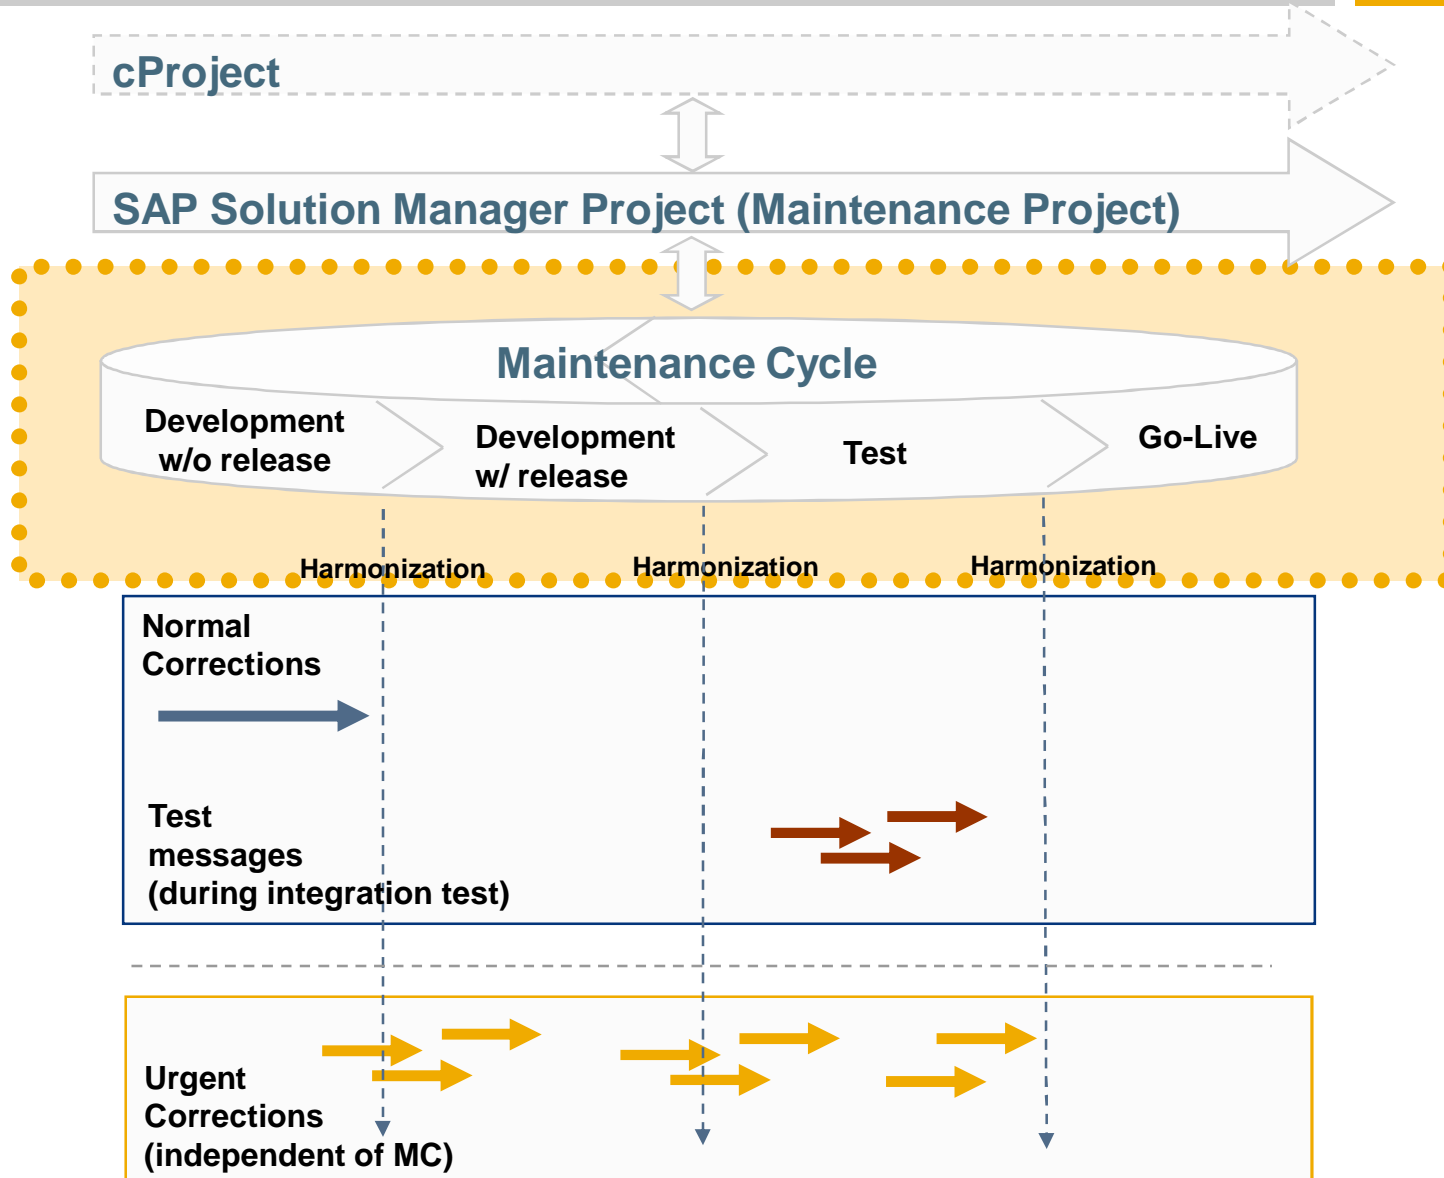 cProject
SAP Solution Manager Project (Maintenance Project)
Maintenance Cycle
Development
w/o release
Development
w/ release
Test
Go-Live
Harmonization
Harmonization
Harmonization
Normal
Corrections
Test
messages
(during integration test)
Urgent
Corrections
(independent of MC)